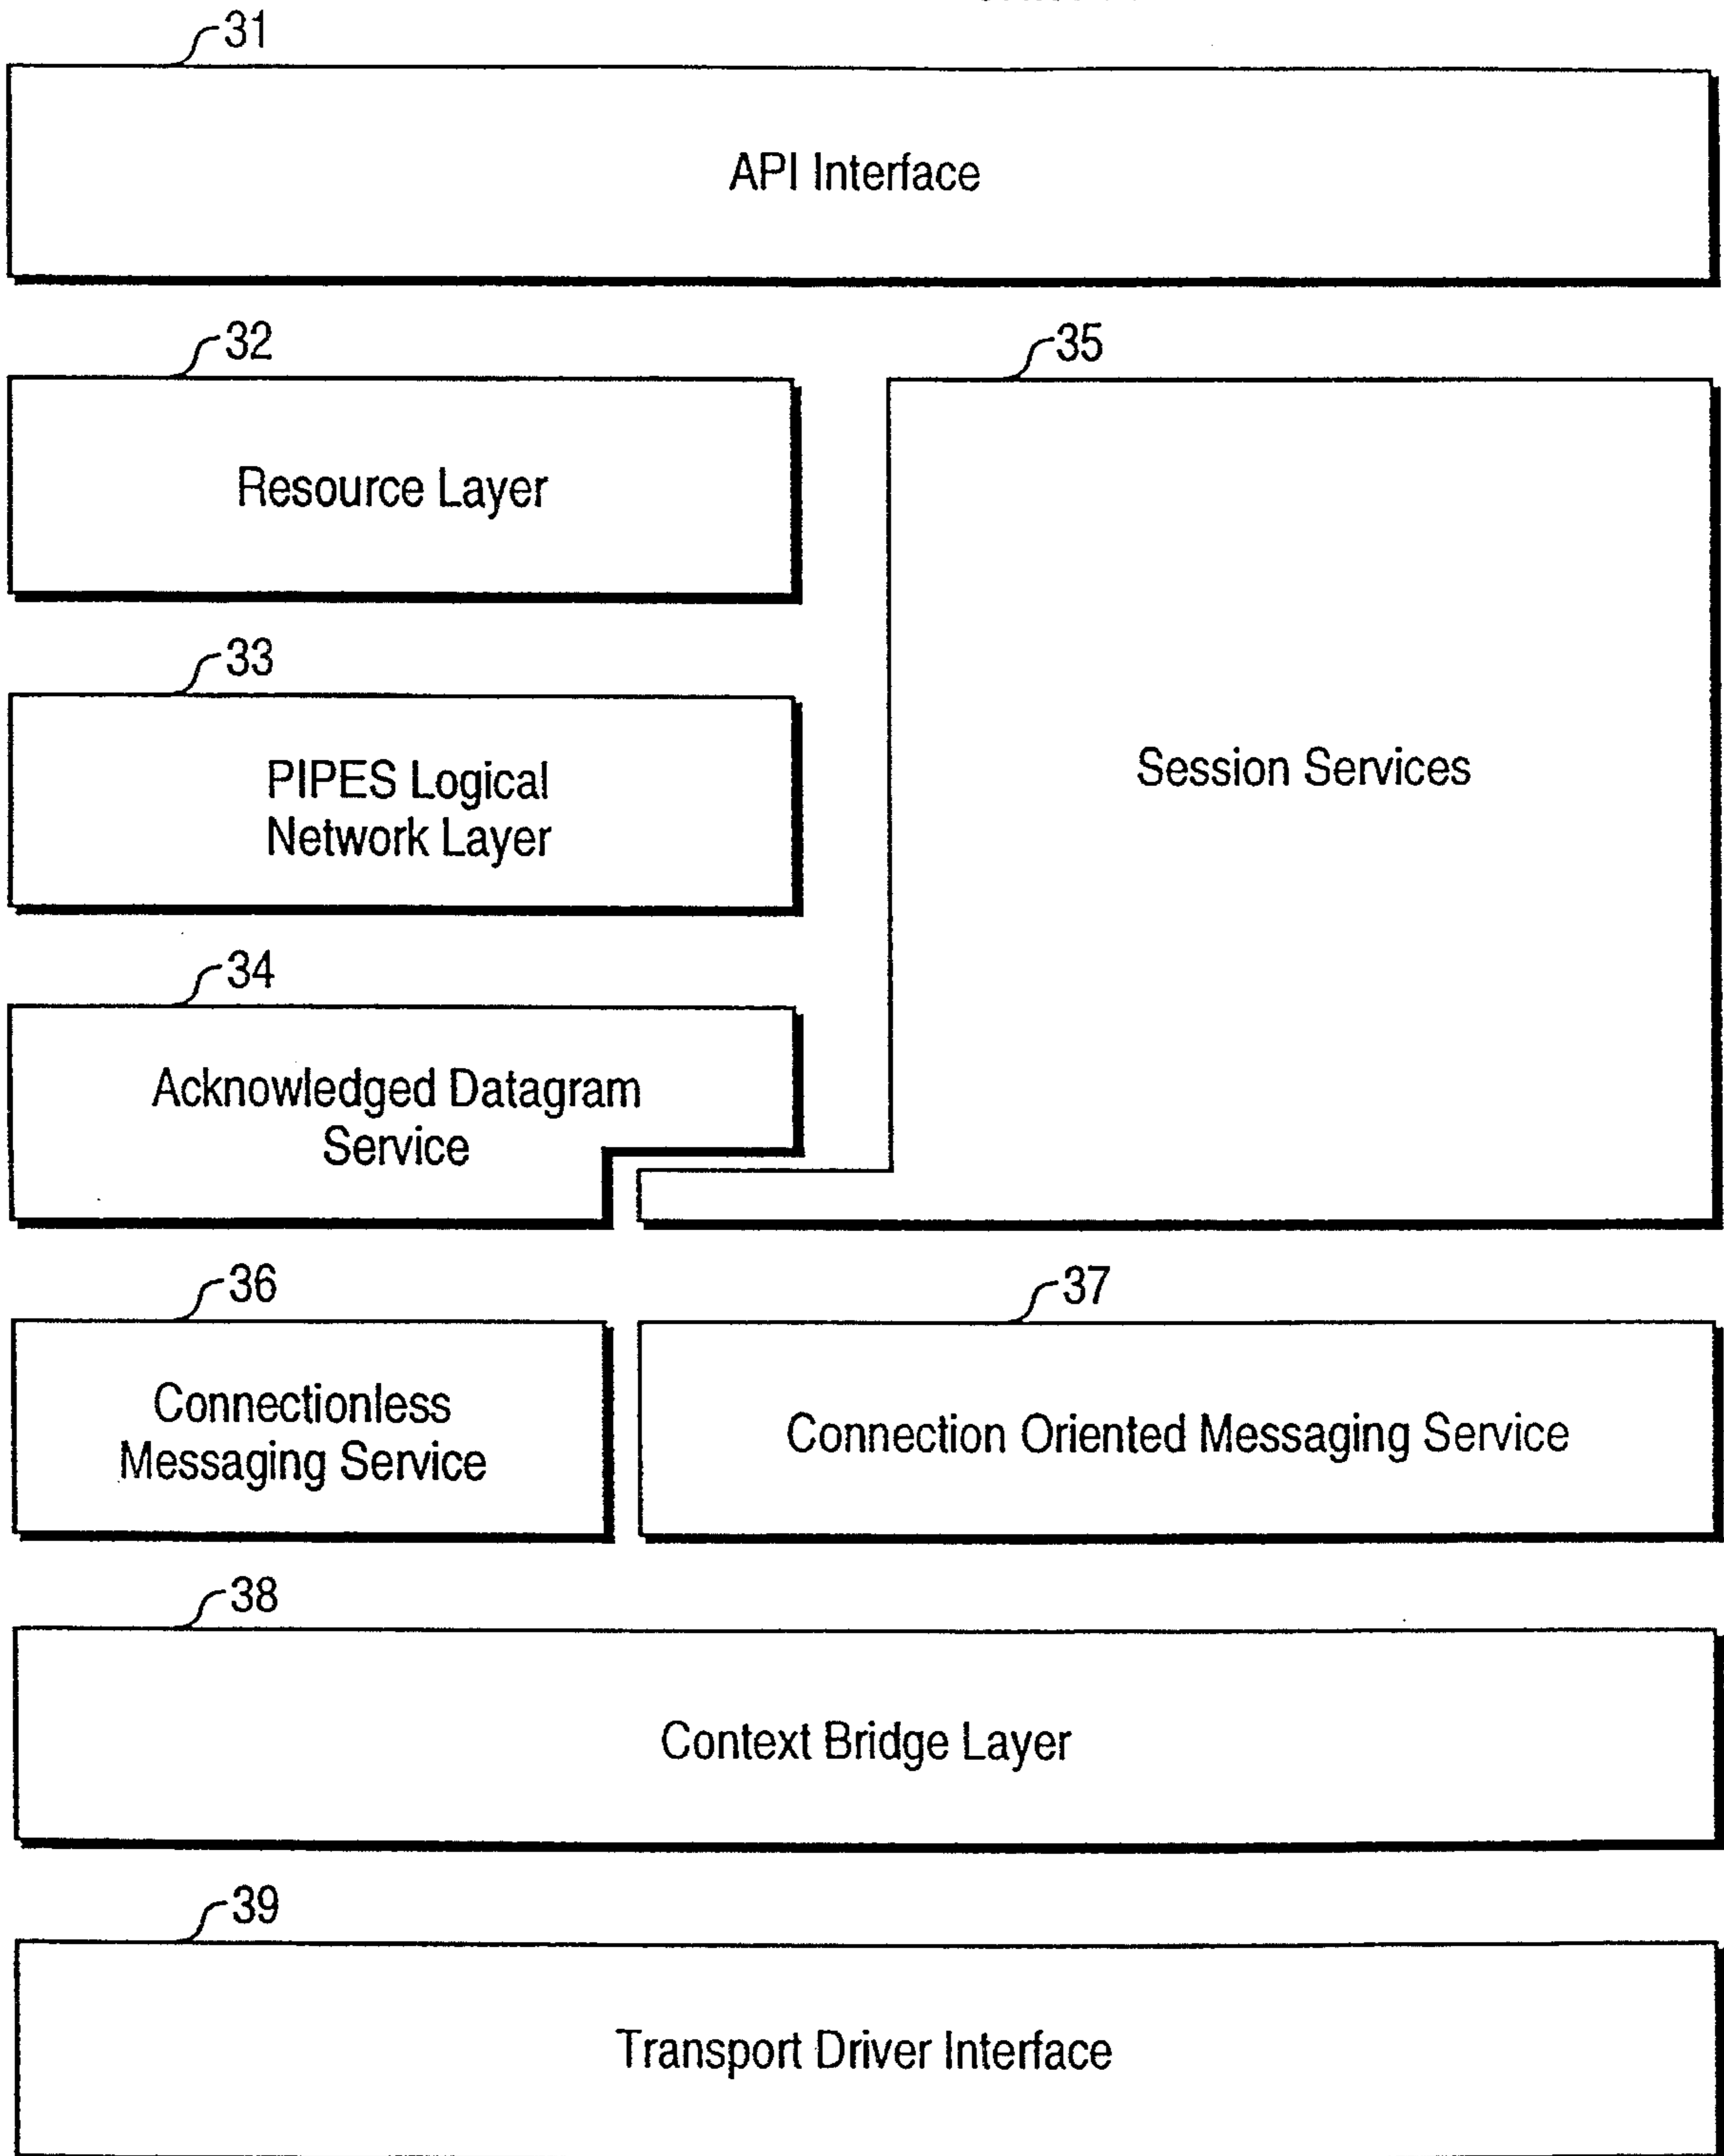 31
API Interface
32
35
Resource Layer
33
PIPES Logical
Network Layer
Session Services
34
Acknowledged Datagram
Service
36
37
Connectionless
Messaging Service
Connection Oriented Messaging Service
38
Context Bridge Layer
39
Transport Driver Interface